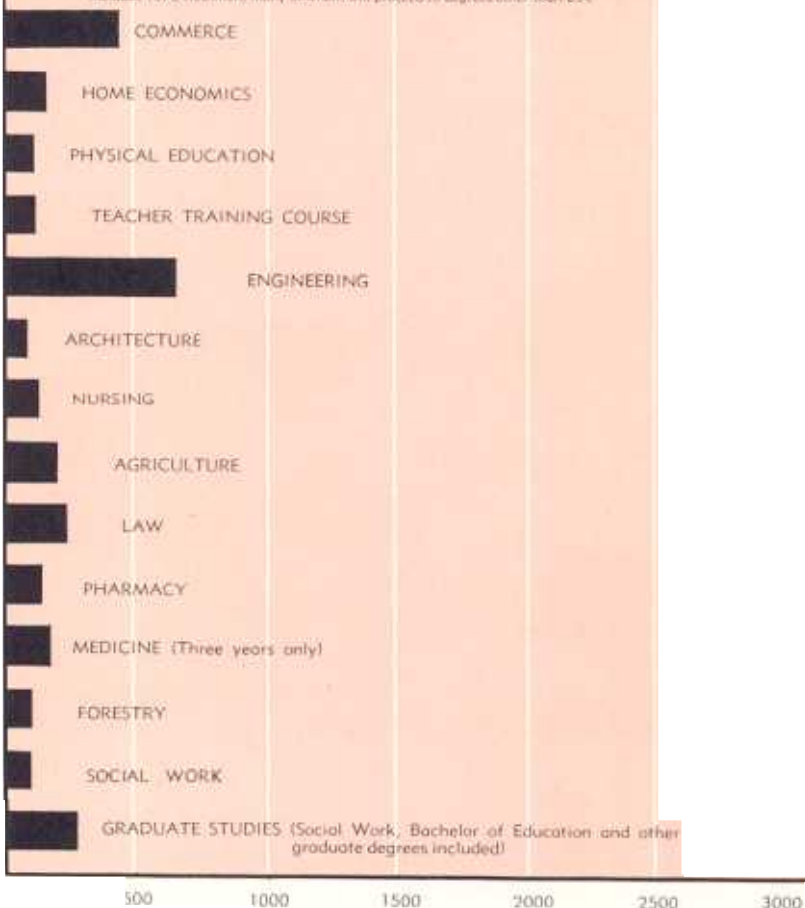 COMMERCE
HOME ECONOMICS
PHYSICAL EDUCATION
TEACHER TRAINING COURSE
ENGINEERING
ARCHITECTURE
NURSING
AGRICULTURE
LAW
PHARMACY
MEDICINE (Three years only)
FORESTRY
SOCIAL WORK
GRADUATE STUDIES (Social Work, Bachelor of Education and other
graduate degrees included)
500 1000 1500 2000 2500 3000